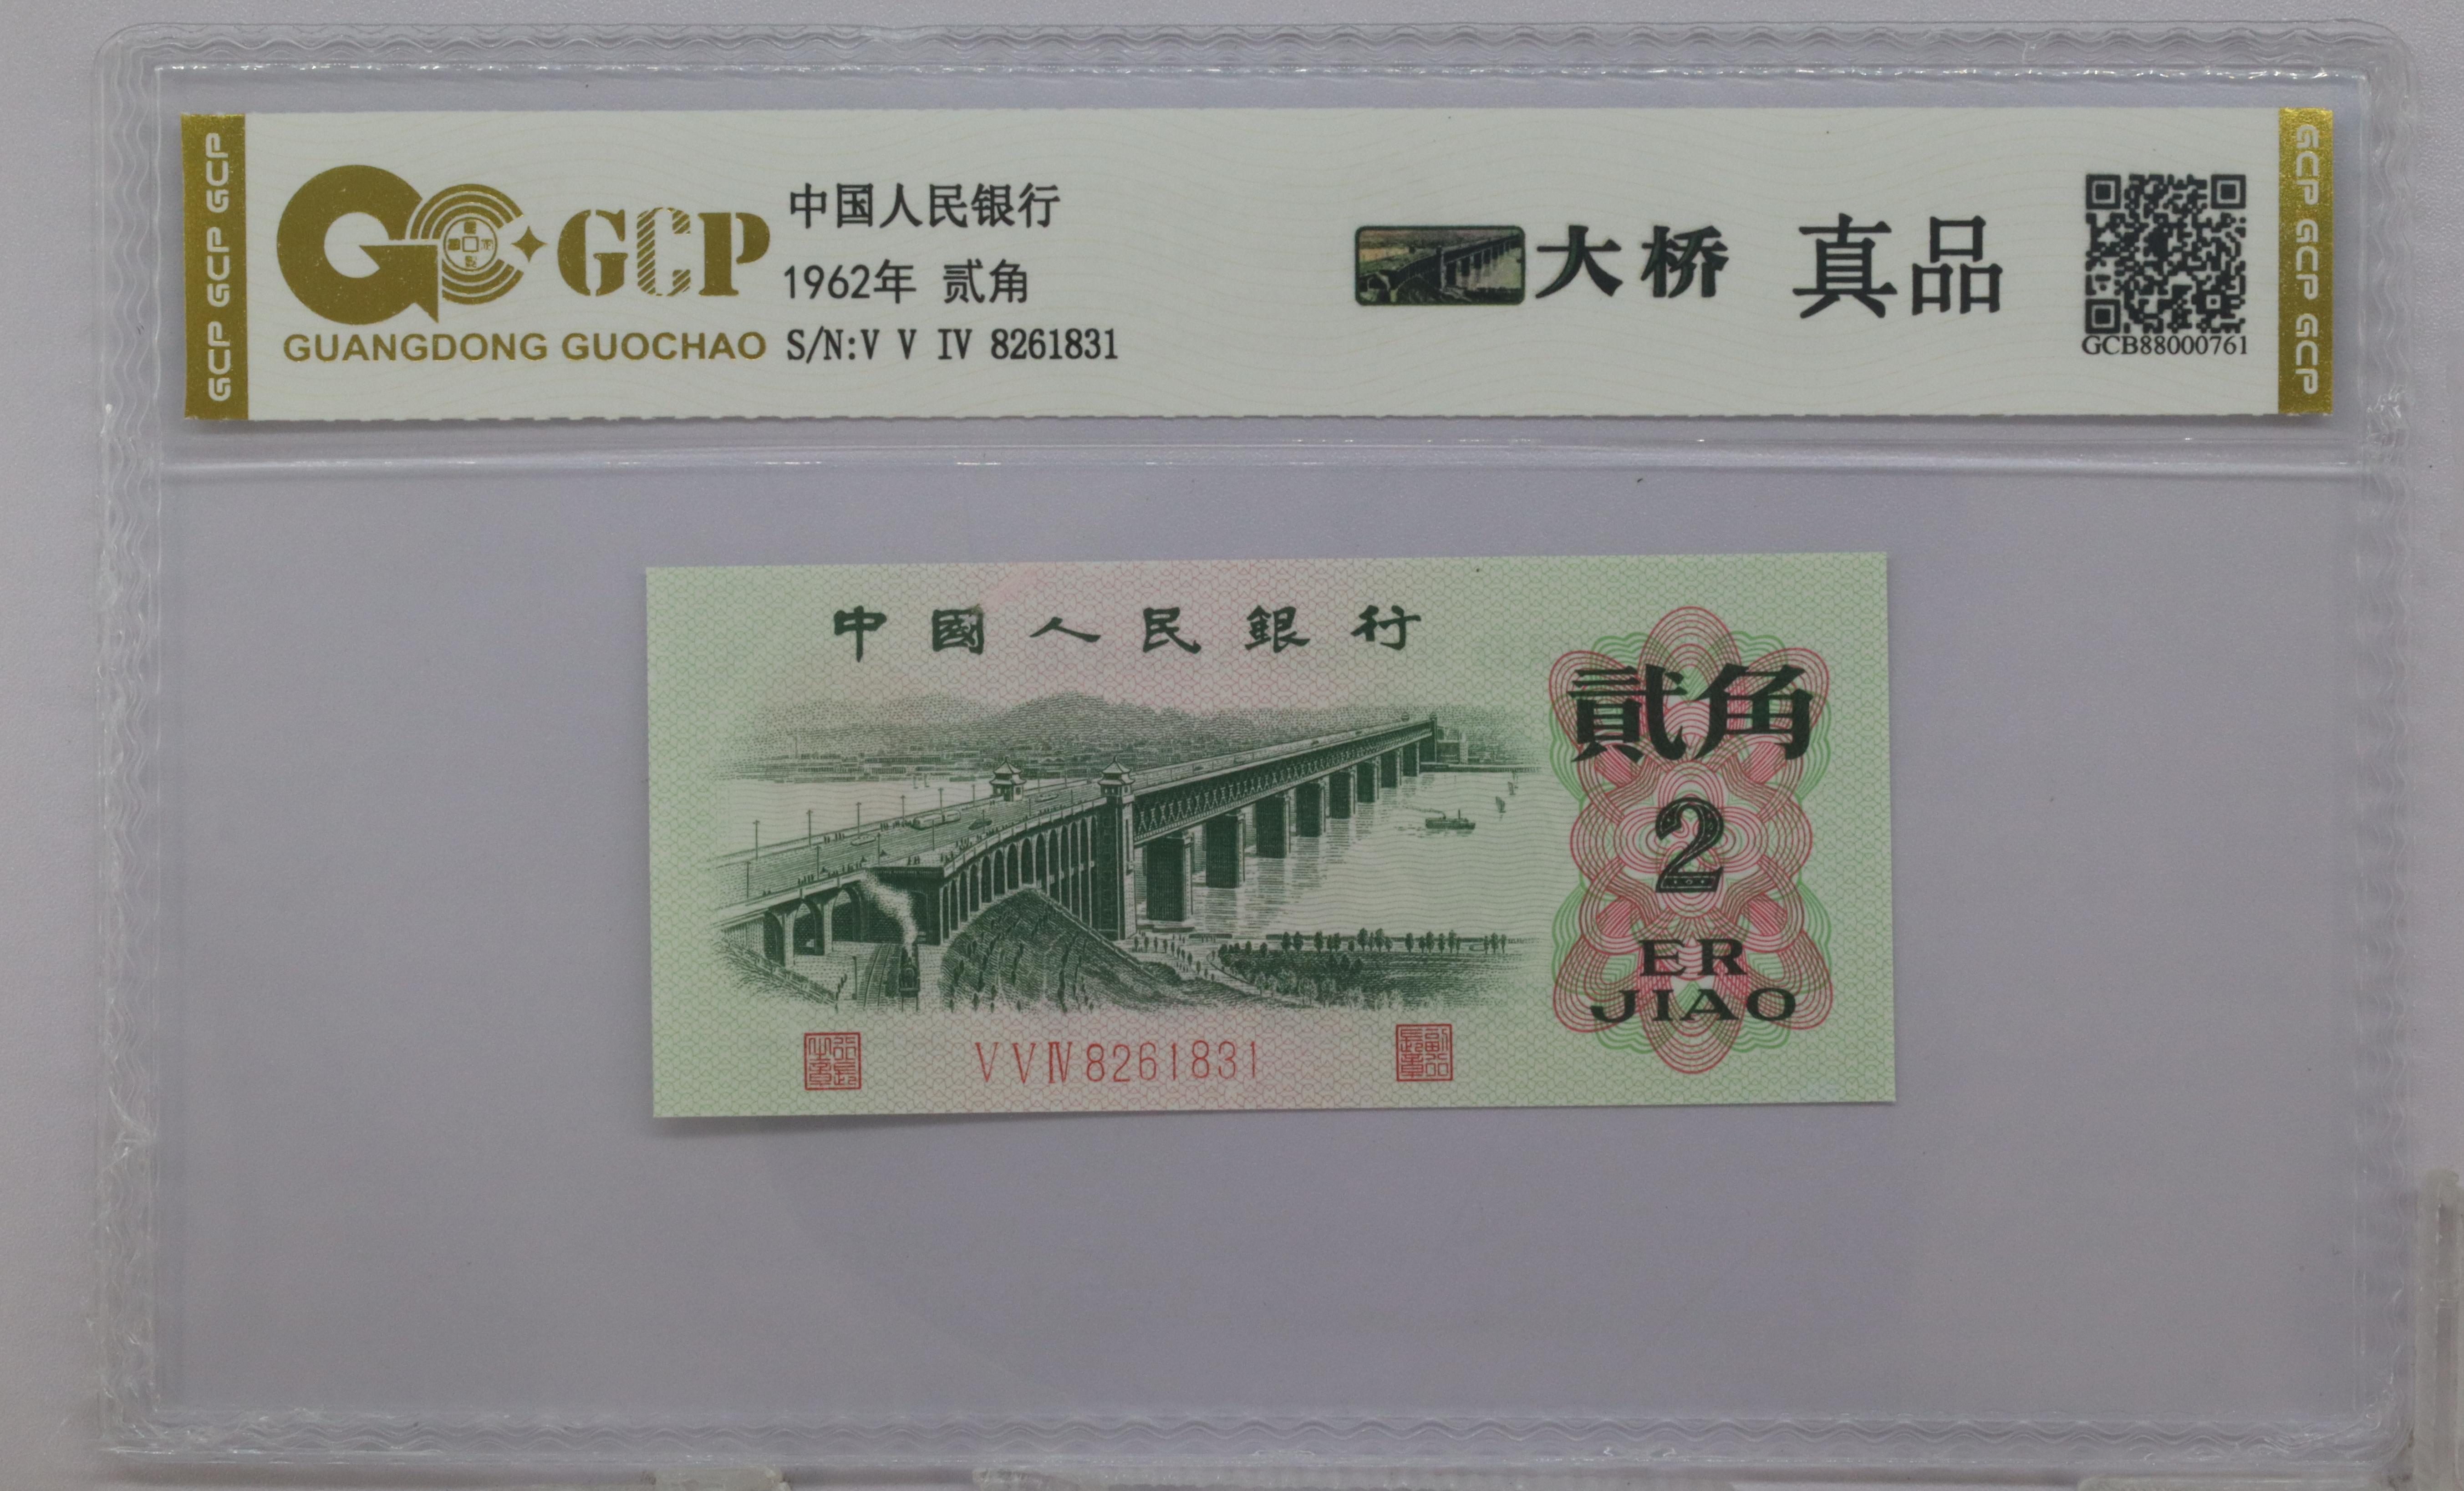 GCP GCP GCP
GCP
GUANGDONG GUOCHAO
中国人民银行
1962年 贰角
S/N:V V IV 8261831
大桥 真品
GCB88000761
GCP GCP GCP
中國人民銀行
貳角
2
ER
JIAO
V V IV 8261831